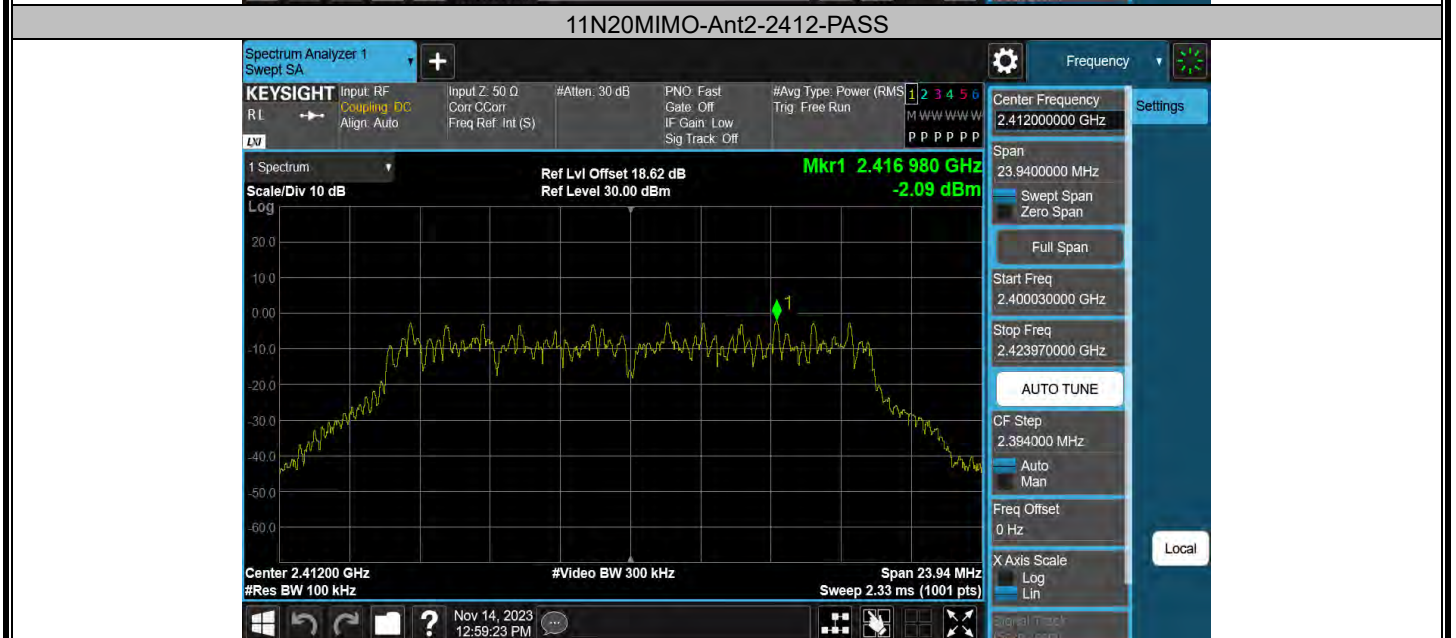 11N20MIMO-Ant2-2412-PASS
Spectrum Analyzer 1
Swept SA
+
Frequency
KEYSIGHT
RL
LXI
Input: RF
Coupling: DC
Align: Auto
Input Z: 50 Ω
Corr CCorr
Freq Ref: Int (S)
#Atten: 30 dB
PNO: Fast
Gate: Off
IF Gain: Low
Sig Track: Off
#Avg Type: Power (RMS
Trig: Free Run
1 2 3 4 5 6
M W W W W W
P P P P P P
1 Spectrum
Scale/Div 10 dB
Log
Ref Lvl Offset 18.62 dB
Ref Level 30.00 dBm
Mkr1 2.416 980 GHz
-2.09 dBm
20.0
10.0
0.00
-10.0
-20.0
-30.0
-40.0
-50.0
-60.0
1
Center 2.41200 GHz
#Res BW 100 kHz
#Video BW 300 kHz
Span 23.94 MHz
Sweep 2.33 ms (1001 pts)
Center Frequency
2.412000000 GHz
Settings
Span
23.9400000 MHz
Swept Span
Zero Span
Full Span
Start Freq
2.400030000 GHz
Stop Freq
2.423970000 GHz
AUTO TUNE
CF Step
2.394000 MHz
Auto
Man
Freq Offset
0 Hz
X Axis Scale
Log
Lin
Local
Signal Track
?
Nov 14, 2023
12:59:23 PM